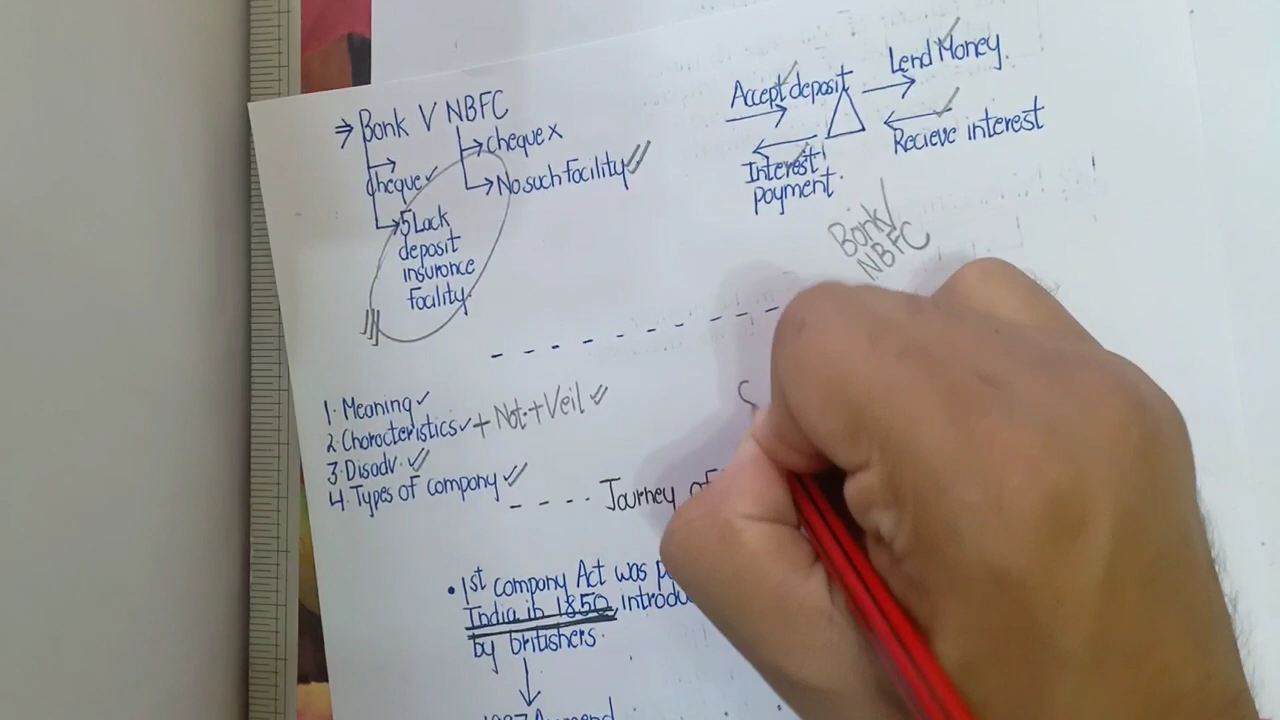 ⇒ Bank V NBFC
cheque ✓
5 Lack
deposit
insurance
facility.
cheque x
No such facility
Accept deposit
Lend Money.
Interest
payment.
Recieve interest
Bank/
NBFC
1. Meaning ✓
2. Characteristics ✓ + Nat. + Veil
3. Disadv. ✓
4. Types of company
- - - - Journey of
• 1st company Act was
India in 1850, introdu
by britishers.